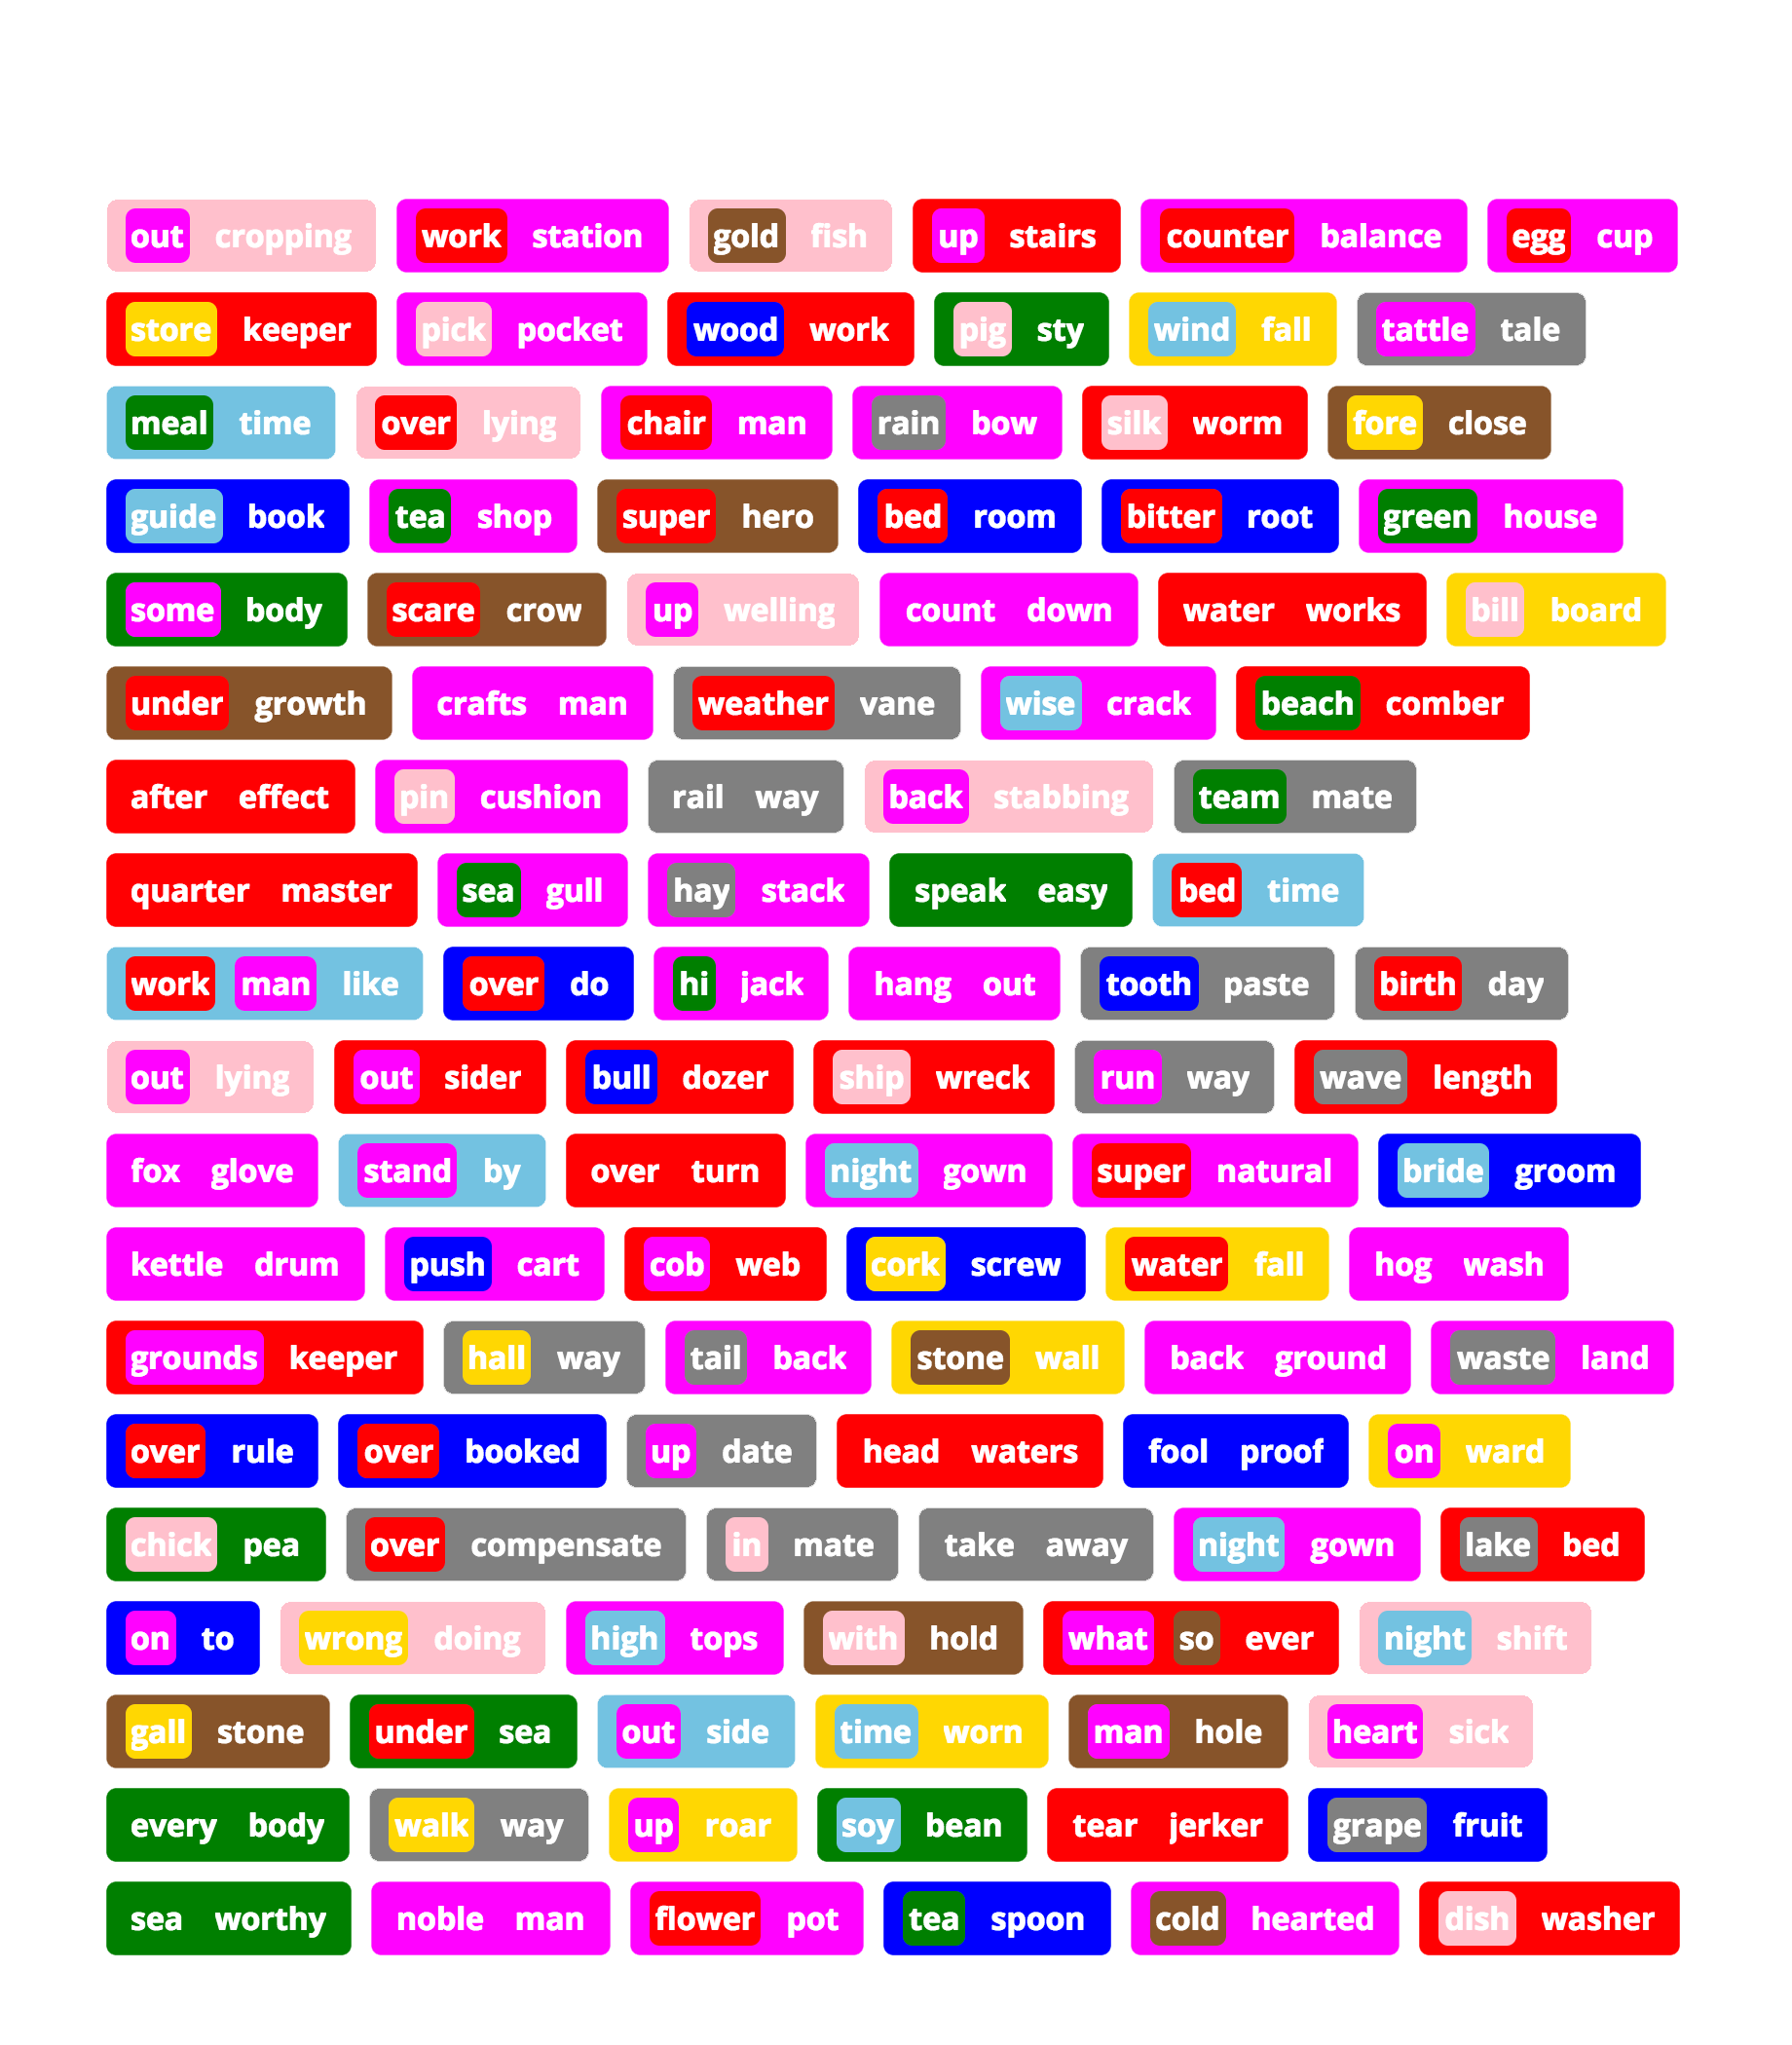 out cropping work station gold fish up stairs counter balance egg cup
store keeper pick pocket wood work pig sty wind fall tattle tale
meal time over lying chair man rain bow silk worm fore close
guide book tea shop super hero bed room bitter root green house
some body scare crow up welling count down water works bill board
under growth crafts man weather vane wise crack beach comber
after effect pin cushion rail way back stabbing team mate
quarter master sea gull hay stack speak easy bed time
work man like over do hi jack hang out tooth paste birth day
out lying out sider bull dozer ship wreck run way wave length
fox glove stand by over turn night gown super natural bride groom
kettle drum push cart cob web cork screw water fall hog wash
grounds keeper hall way tail back stone wall back ground waste land
over rule over booked up date head waters fool proof on ward
chick pea over compensate in mate take away night gown lake bed
on to wrong doing high tops with hold what so ever night shift
gall stone under sea out side time worn man hole heart sick
every body walk way up roar soy bean tear jerker grape fruit
sea worthy noble man flower pot tea spoon cold hearted dish washer